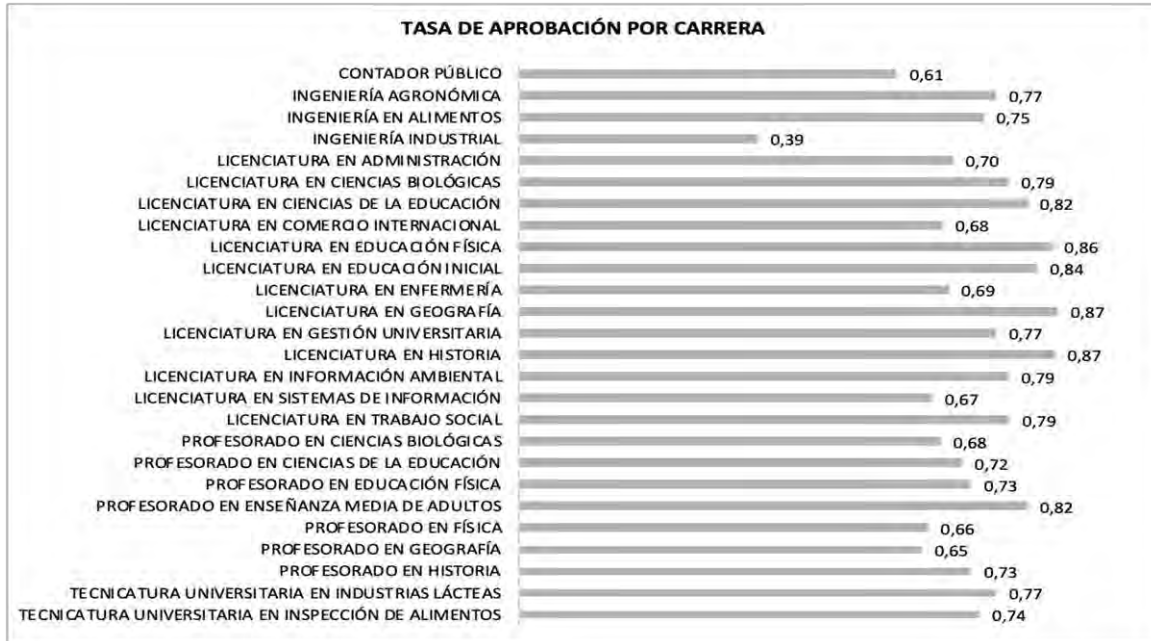 TASA DE APROBACIÓN POR CARRERA
CONTADOR PÚBLICO 0,61
INGENIERÍA AGRONÓMICA 0,77
INGENIERÍA EN ALIMENTOS 0,75
INGENIERÍA INDUSTRIAL 0,39
LICENCIATURA EN ADMINISTRACIÓN 0,70
LICENCIATURA EN CIENCIAS BIOLÓGICAS 0,79
LICENCIATURA EN CIENCIAS DE LA EDUCACIÓN 0,82
LICENCIATURA EN COMERCIO INTERNACIONAL 0,68
LICENCIATURA EN EDUCACIÓN FÍSICA 0,86
LICENCIATURA EN EDUCACIÓN INICIAL 0,84
LICENCIATURA EN ENFERMERÍA 0,69
LICENCIATURA EN GEOGRAFÍA 0,87
LICENCIATURA EN GESTIÓN UNIVERSITARIA 0,77
LICENCIATURA EN HISTORIA 0,87
LICENCIATURA EN INFORMACIÓN AMBIENTAL 0,79
LICENCIATURA EN SISTEMAS DE INFORMACIÓN 0,67
LICENCIATURA EN TRABAJO SOCIAL 0,79
PROFESORADO EN CIENCIAS BIOLÓGICAS 0,68
PROFESORADO EN CIENCIAS DE LA EDUCACIÓN 0,72
PROFESORADO EN EDUCACIÓN FÍSICA 0,73
PROFESORADO EN ENSEÑANZA MEDIA DE ADULTOS 0,82
PROFESORADO EN FÍSICA 0,66
PROFESORADO EN GEOGRAFÍA 0,65
PROFESORADO EN HISTORIA 0,73
TECNICATURA UNIVERSITARIA EN INDUSTRIAS LÁCTEAS 0,77
TECNICATURA UNIVERSITARIA EN INSPECCIÓN DE ALIMENTOS 0,74